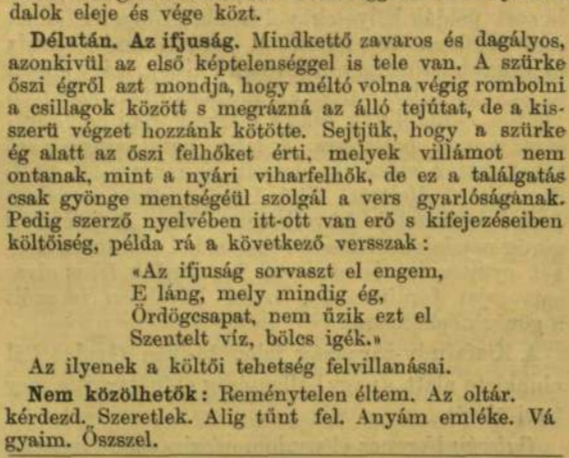 dalok eleje és vége közt.
Délután. Az ifjuság. Mindkettő zavaros és dagályos,
azonkivül az első képtelenséggel is tele van. A szürke
őszi égről azt mondja, hogy méltó volna végig rombolni
a csillagok között s megrázná az álló tejútat, de a kis-
szerü végzet hozzánk kötötte. Sejtjük, hogy a szürke
ég alatt az őszi felhőket érti, melyek villámot nem
ontanak, mint a nyári viharfelhők, de ez a találgatás
csak gyönge mentségéül szolgál a vers gyarlóságának.
Pedig szerző nyelvében itt-ott van erő s kifejezéseiben
költőiség, példa rá a következő versszak:
«Az ifjuság sorvaszt el engem,
E láng, mely mindig ég,
Ördögcsapat, nem űzik ezt el
Szentelt víz, bölcs igék.»
Az ilyenek a költői tehetség felvillanásai.
Nem közölhetők: Reménytelen éltem. Az oltár.
kérdezd. Szeretlek. Alig tünt fel. Anyám emléke. Vá
gyaim. Őszszel.